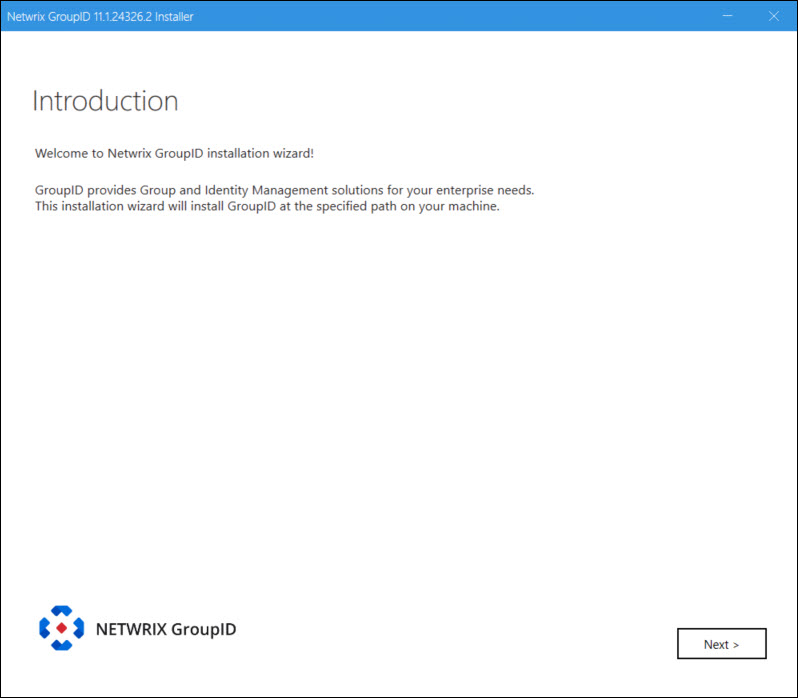 Netwrix GroupID 11.1.24326.2 Installer
Introduction
Welcome to Netwrix GroupID installation wizard!
GroupID provides Group and Identity Management solutions for your enterprise needs.
This installation wizard will install GroupID at the specified path on your machine.
NETWRIX GroupID
Next >